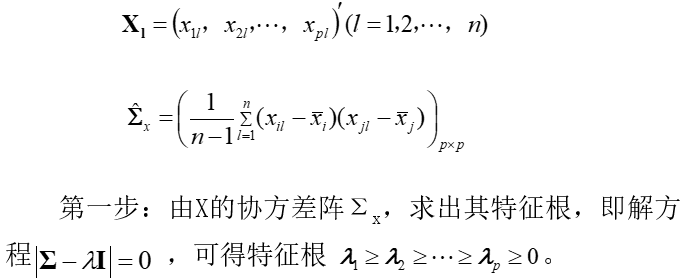 X₁ = (x₁ₗ, x₂ₗ, ⋯, xₚₗ)′(l = 1,2,⋯, n)
Σ̂ₓ = (1/(n−1) Σₗ₌₁ⁿ (xᵢₗ − x̄ᵢ)(xⱼₗ − x̄ⱼ))ₚ×ₚ
第一步：由X的协方差阵Σₓ，求出其特征根，即解方
程|Σ − λI| = 0，可得特征根 λ₁ ≥ λ₂ ≥ ⋯ ≥ λₚ ≥ 0。